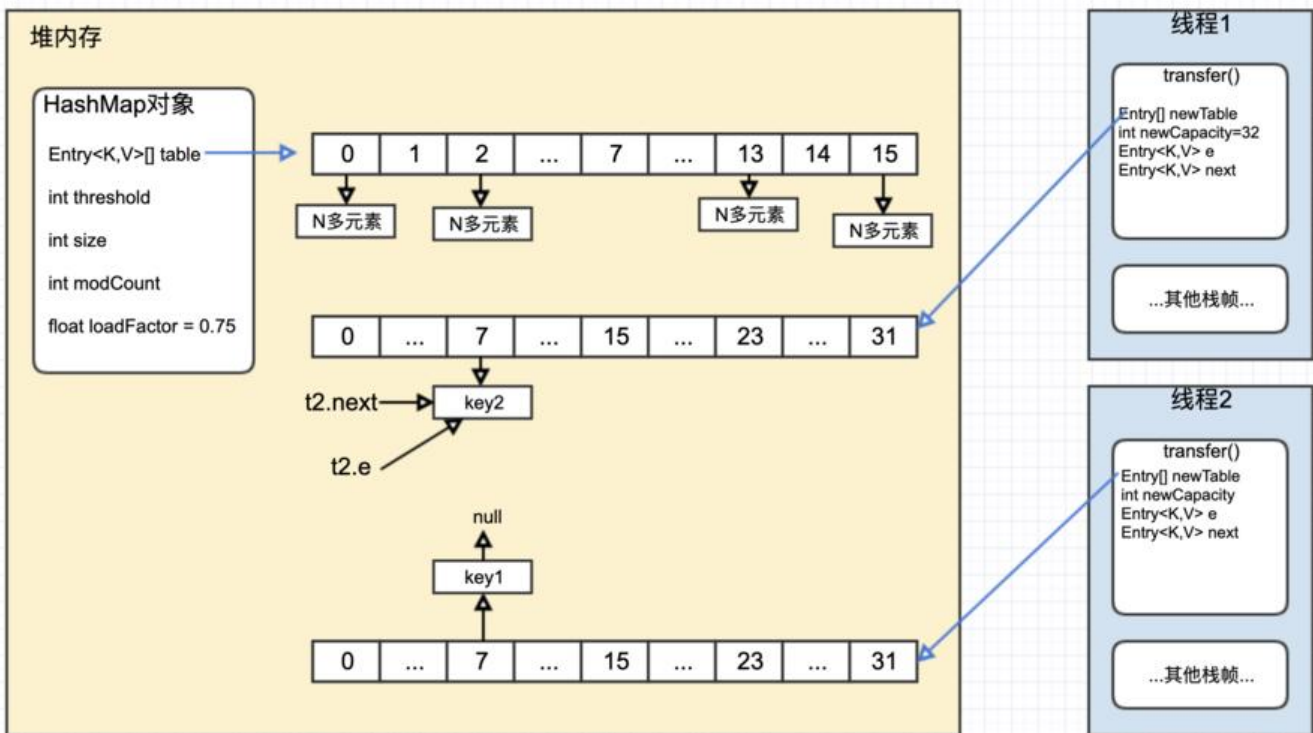 堆内存
HashMap对象
Entry<K,V>[] table
int threshold
int size
int modCount
float loadFactor = 0.75
0 1 2 ... 7 ... 13 14 15
N多元素 N多元素 N多元素 N多元素
0 ... 7 ... 15 ... 23 ... 31
t2.next
key2
t2.e
null
key1
0 ... 7 ... 15 ... 23 ... 31
线程1
transfer()
Entry[] newTable
int newCapacity=32
Entry<K,V> e
Entry<K,V> next
...其他栈帧...
线程2
transfer()
Entry[] newTable
int newCapacity
Entry<K,V> e
Entry<K,V> next
...其他栈帧...